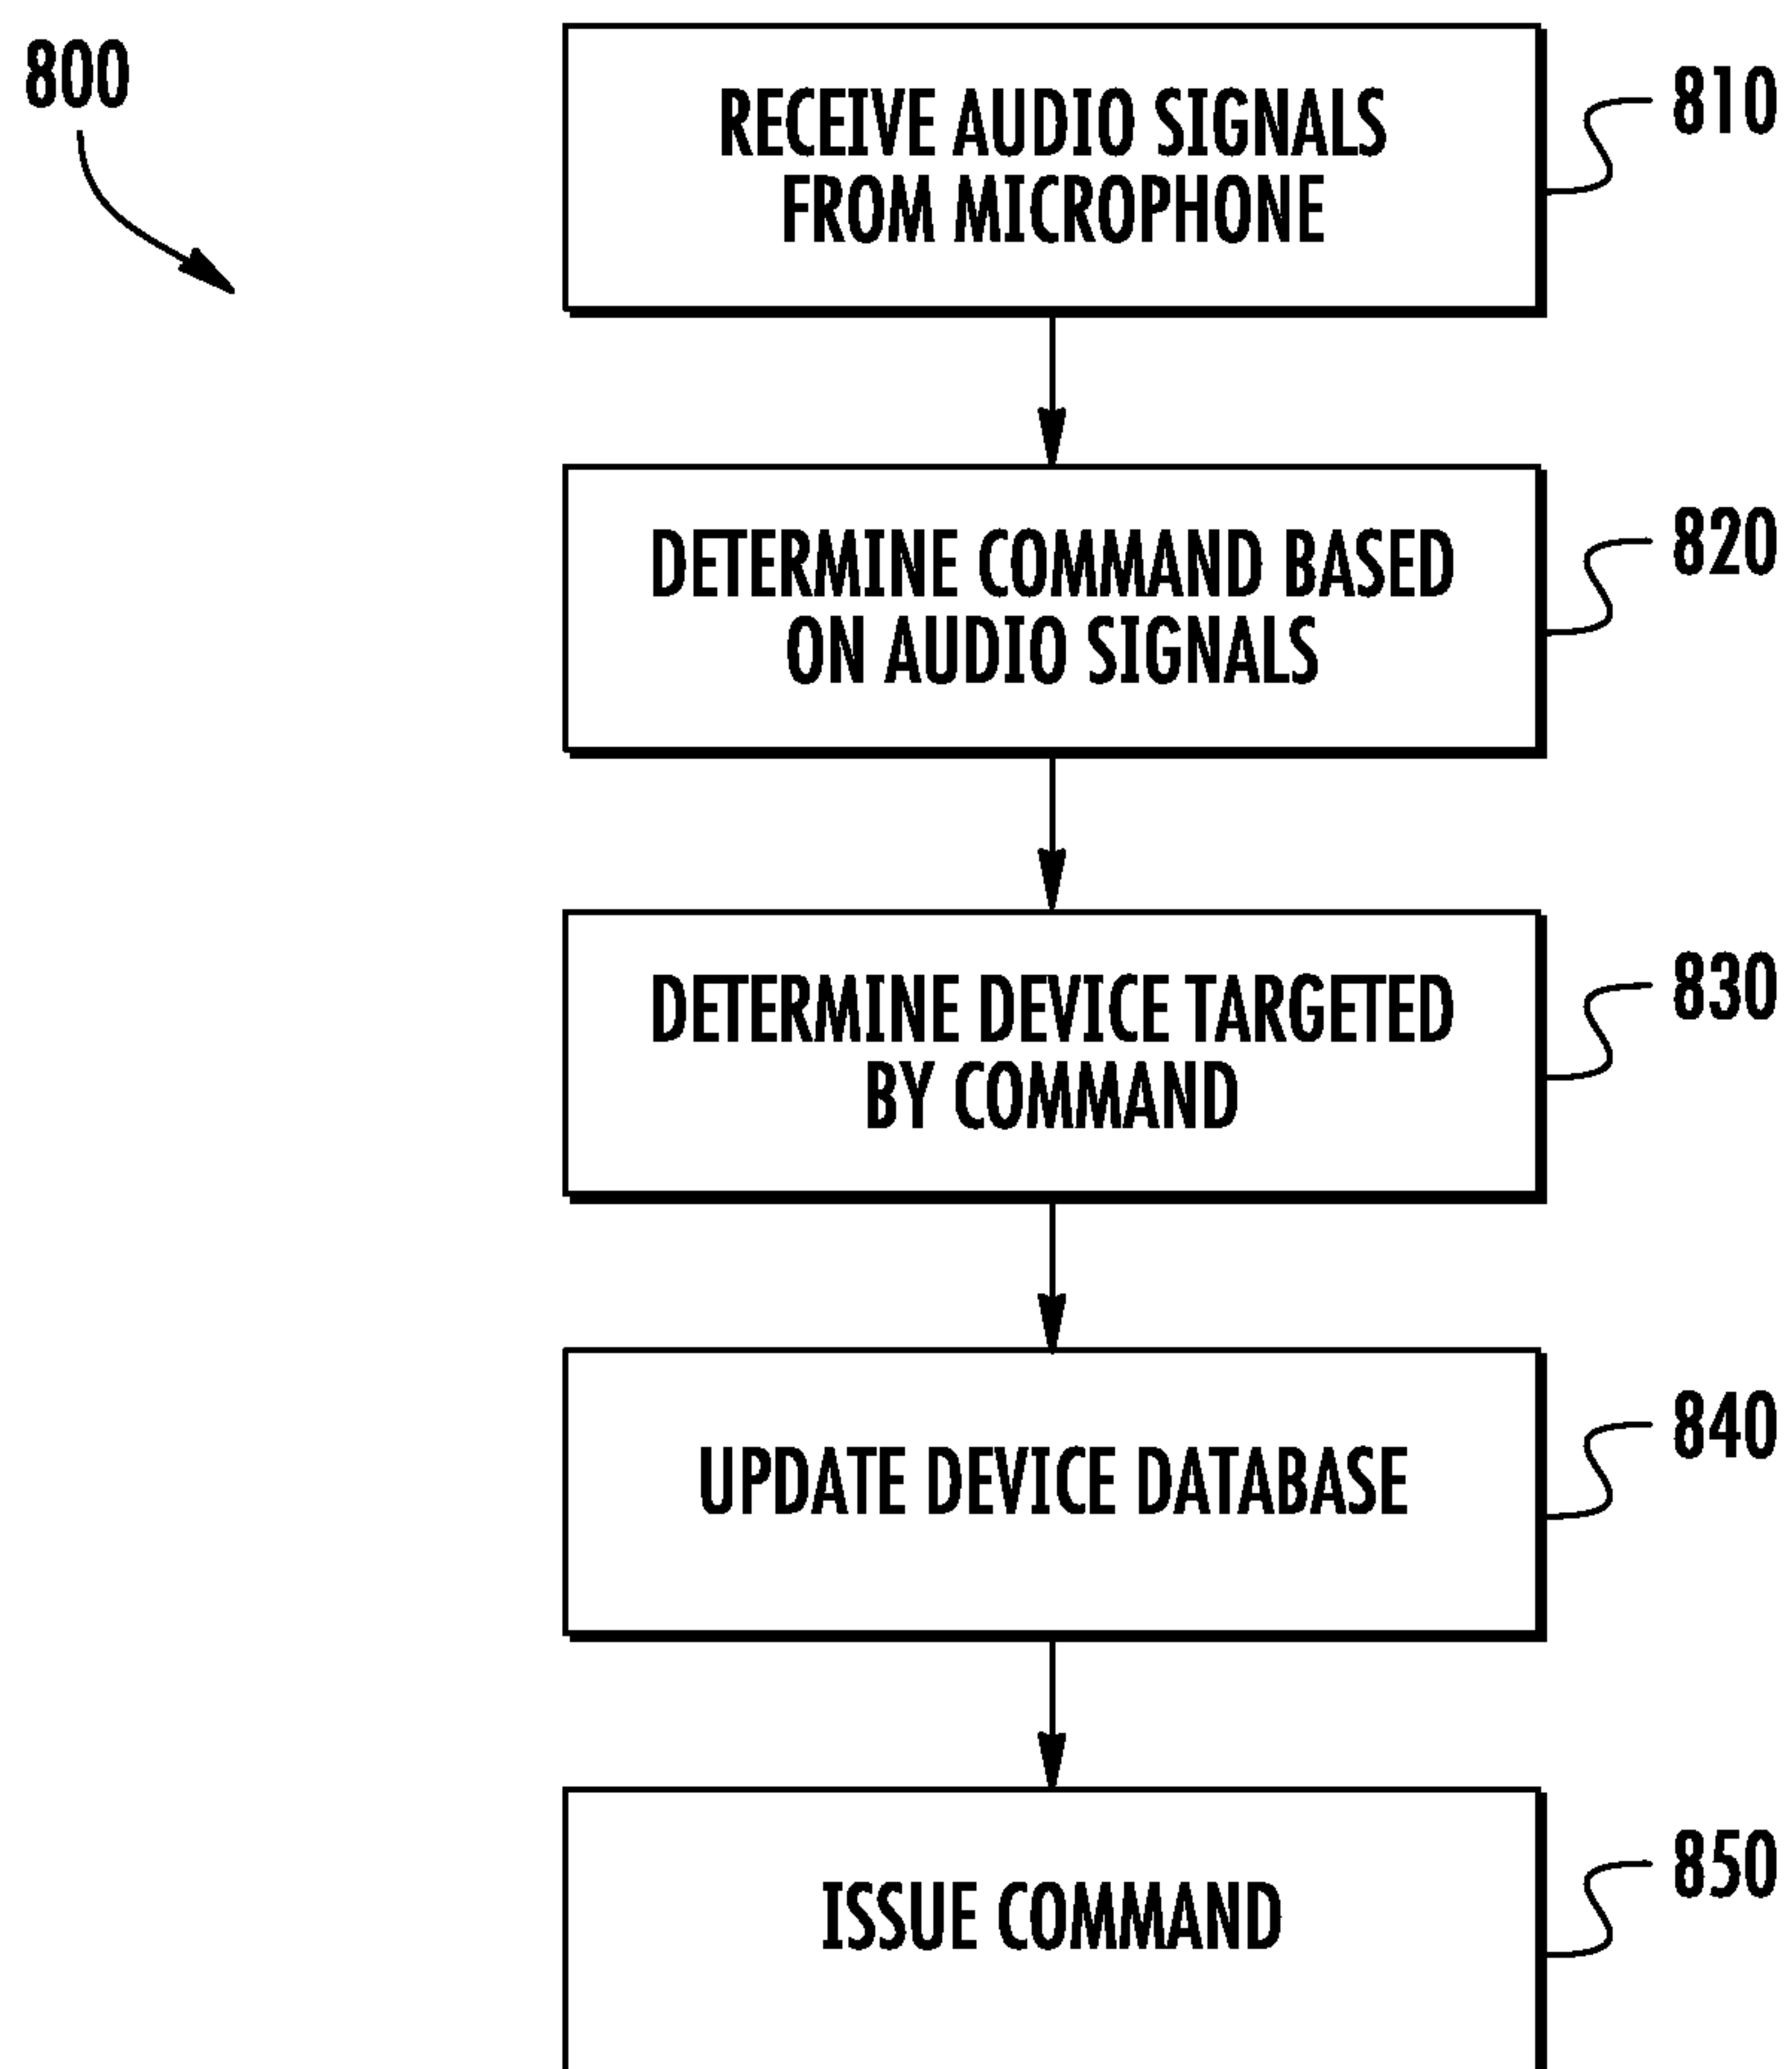 800
RECEIVE AUDIO SIGNALS
FROM MICROPHONE
810
DETERMINE COMMAND BASED
ON AUDIO SIGNALS
820
DETERMINE DEVICE TARGETED
BY COMMAND
830
UPDATE DEVICE DATABASE
840
ISSUE COMMAND
850